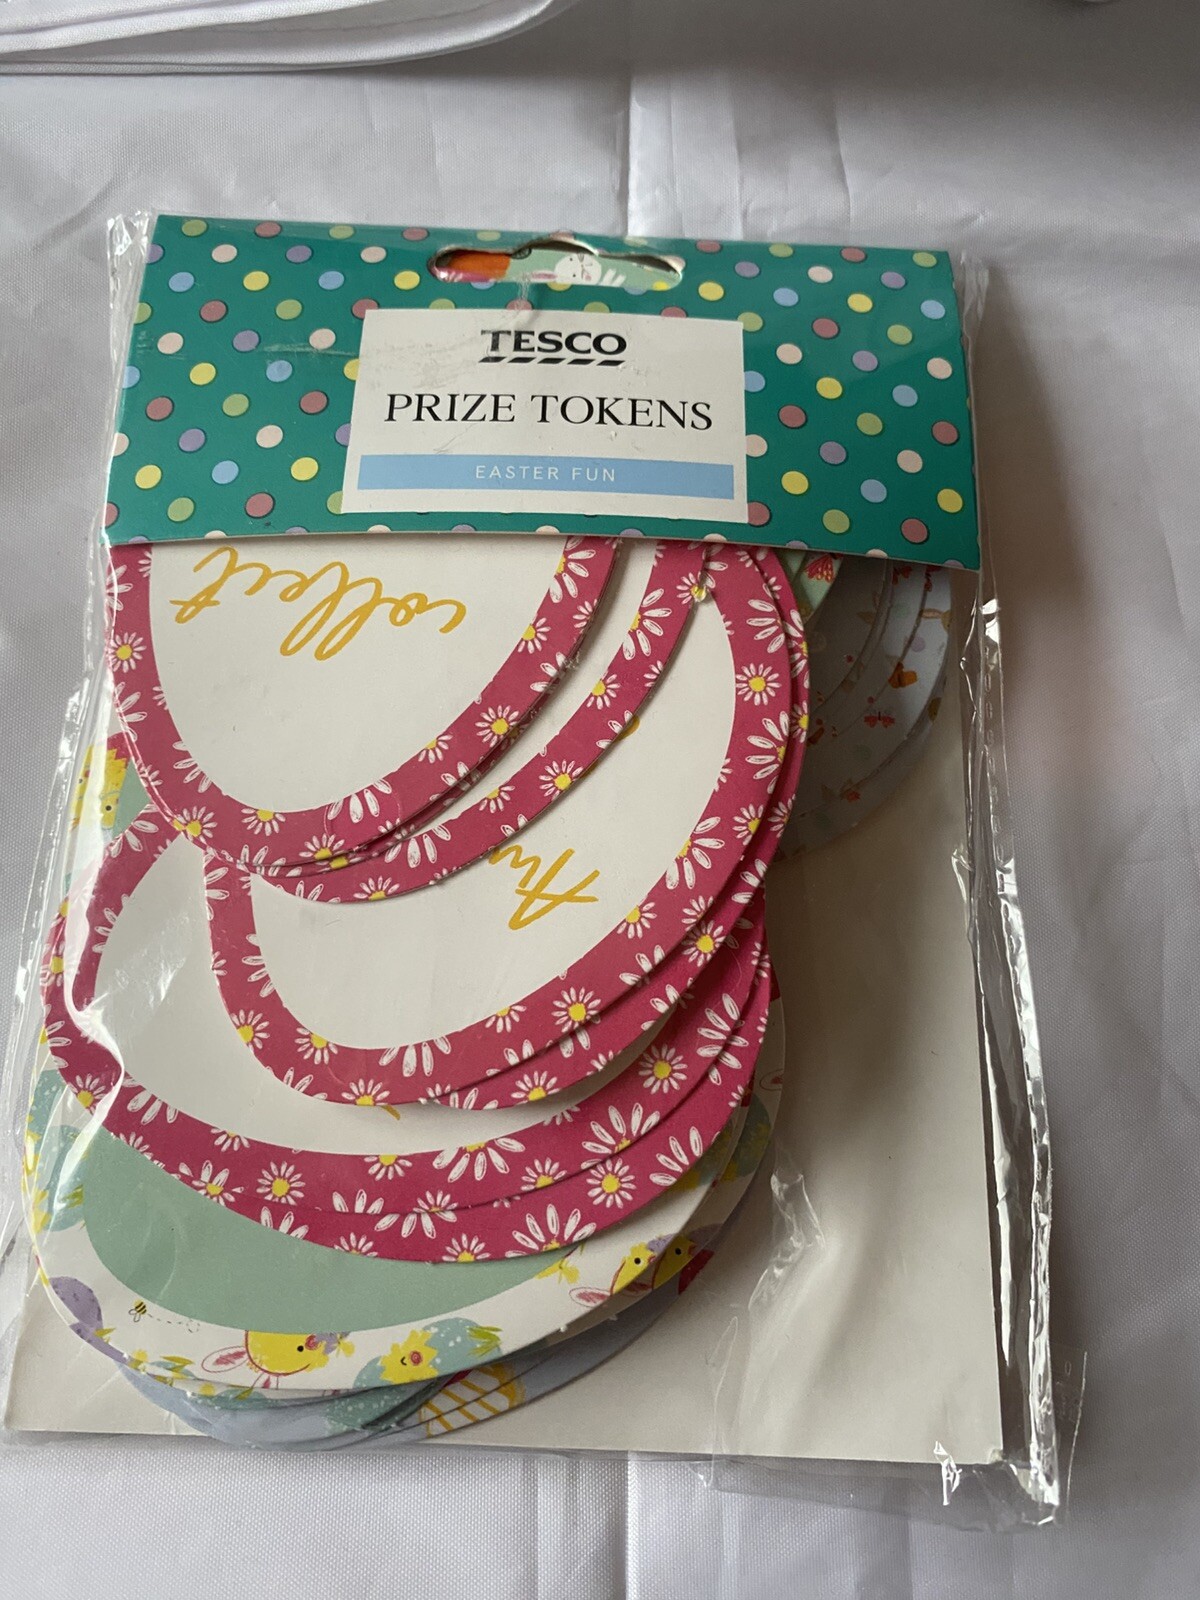 TESCO
PRIZE TOKENS
EASTER FUN
collect